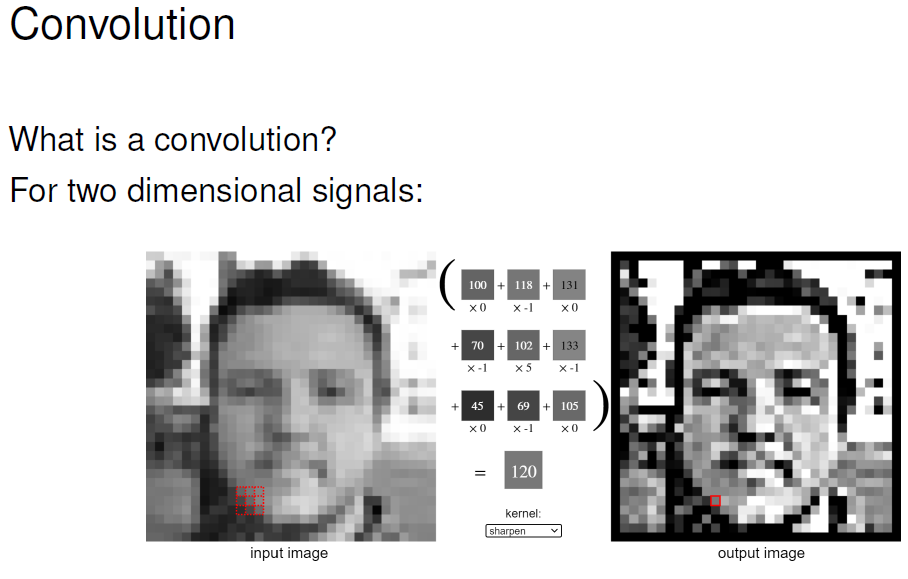 Convolution
What is a convolution?
For two dimensional signals:
( 100 + 118 + 131
× 0 × -1 × 0
+ 70 + 102 + 133
× -1 × 5 × -1
+ 45 + 69 + 105 )
× 0 × -1 × 0
= 120
kernel:
sharpen
input image
output image